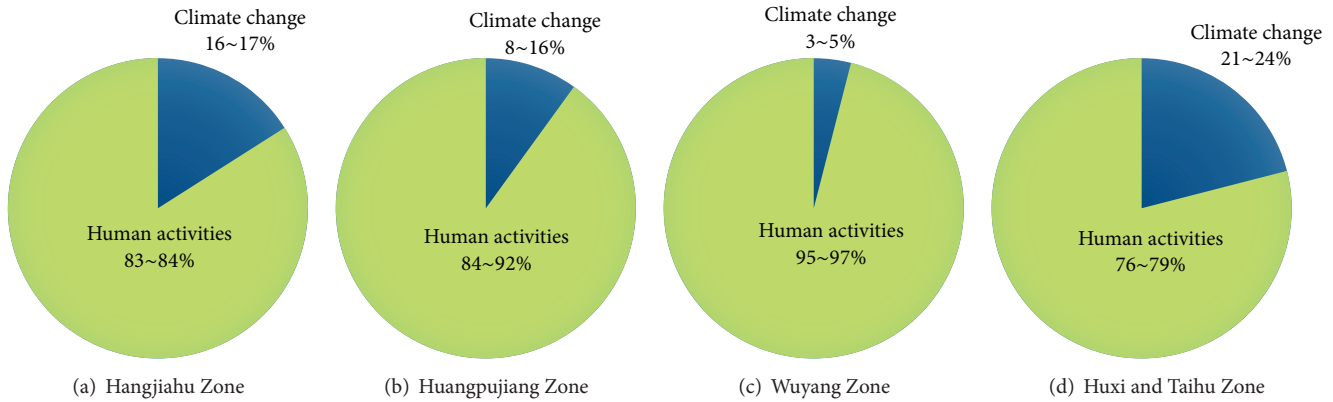 Climate change
16~17%
Human activities
83~84%
(a) Hangjiahu Zone
Climate change
8~16%
Human activities
84~92%
(b) Huangpujiang Zone
Climate change
3~5%
Human activities
95~97%
(c) Wuyang Zone
Climate change
21~24%
Human activities
76~79%
(d) Huxi and Taihu Zone